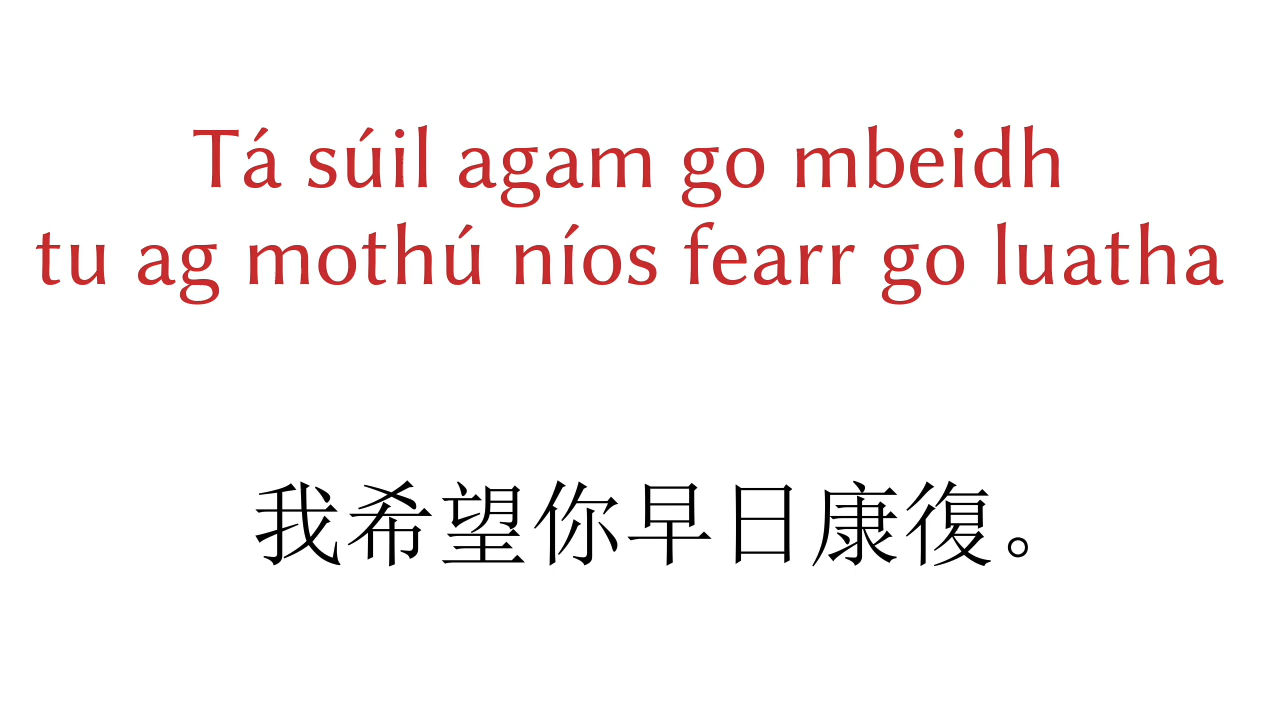 Tá súil agam go mbeidh
tu ag mothú níos fearr go luatha
我希望你早日康復。